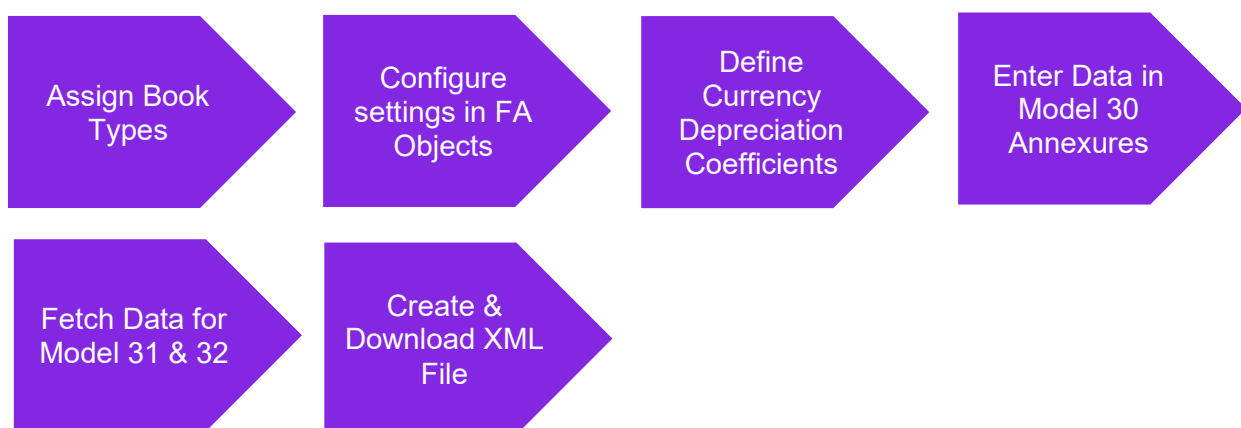 Assign Book
Types
Configure
settings in FA
Objects
Define
Currency
Depreciation
Coefficients
Enter Data in
Model 30
Annexures
Fetch Data for
Model 31 & 32
Create &
Download XML
File